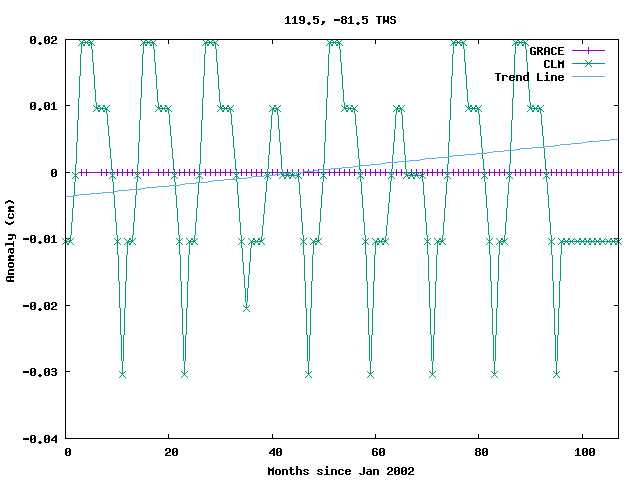 119.5, -81.5 TWS
0.02
GRACE
CLM
Trend Line
0.01
0
-0.01
-0.02
-0.03
-0.04
Anomaly (cm)
0 20 40 60 80 100
Months since Jan 2002